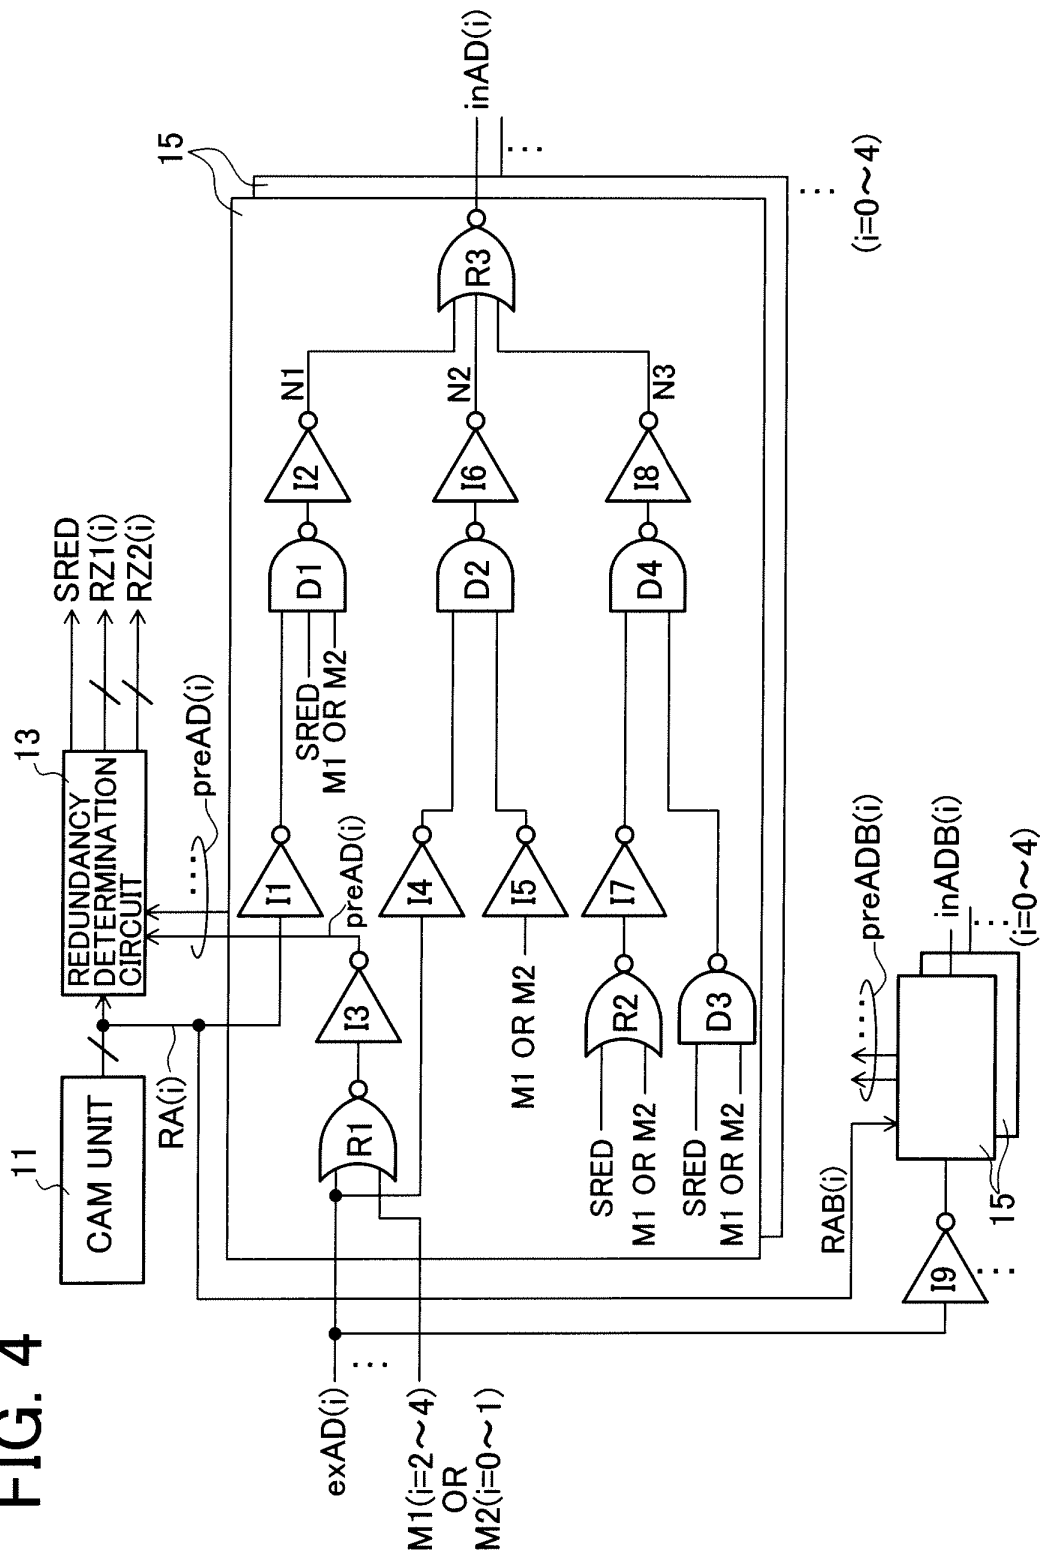 FIG. 4
11
CAM UNIT
RA(i)
13
REDUNDANCY
DETERMINATION
CIRCUIT
SRED
RZ1(i)
RZ2(i)
preAD(i)
....
15
exAD(i)
...
M1(i=2~4)
OR
M2(i=0~1)
R1
I3
preAD(i)
I1
SRED
M1 OR M2
D1
I2
N1
I4
M1 OR M2
I5
D2
I6
N2
SRED
M1 OR M2
R2
I7
SRED
M1 OR M2
D3
D4
I8
N3
R3
inAD(i)
...
...
(i=0~4)
RAB(i)
I9
...
15
preADB(i)
....
inADB(i)
...
(i=0~4)